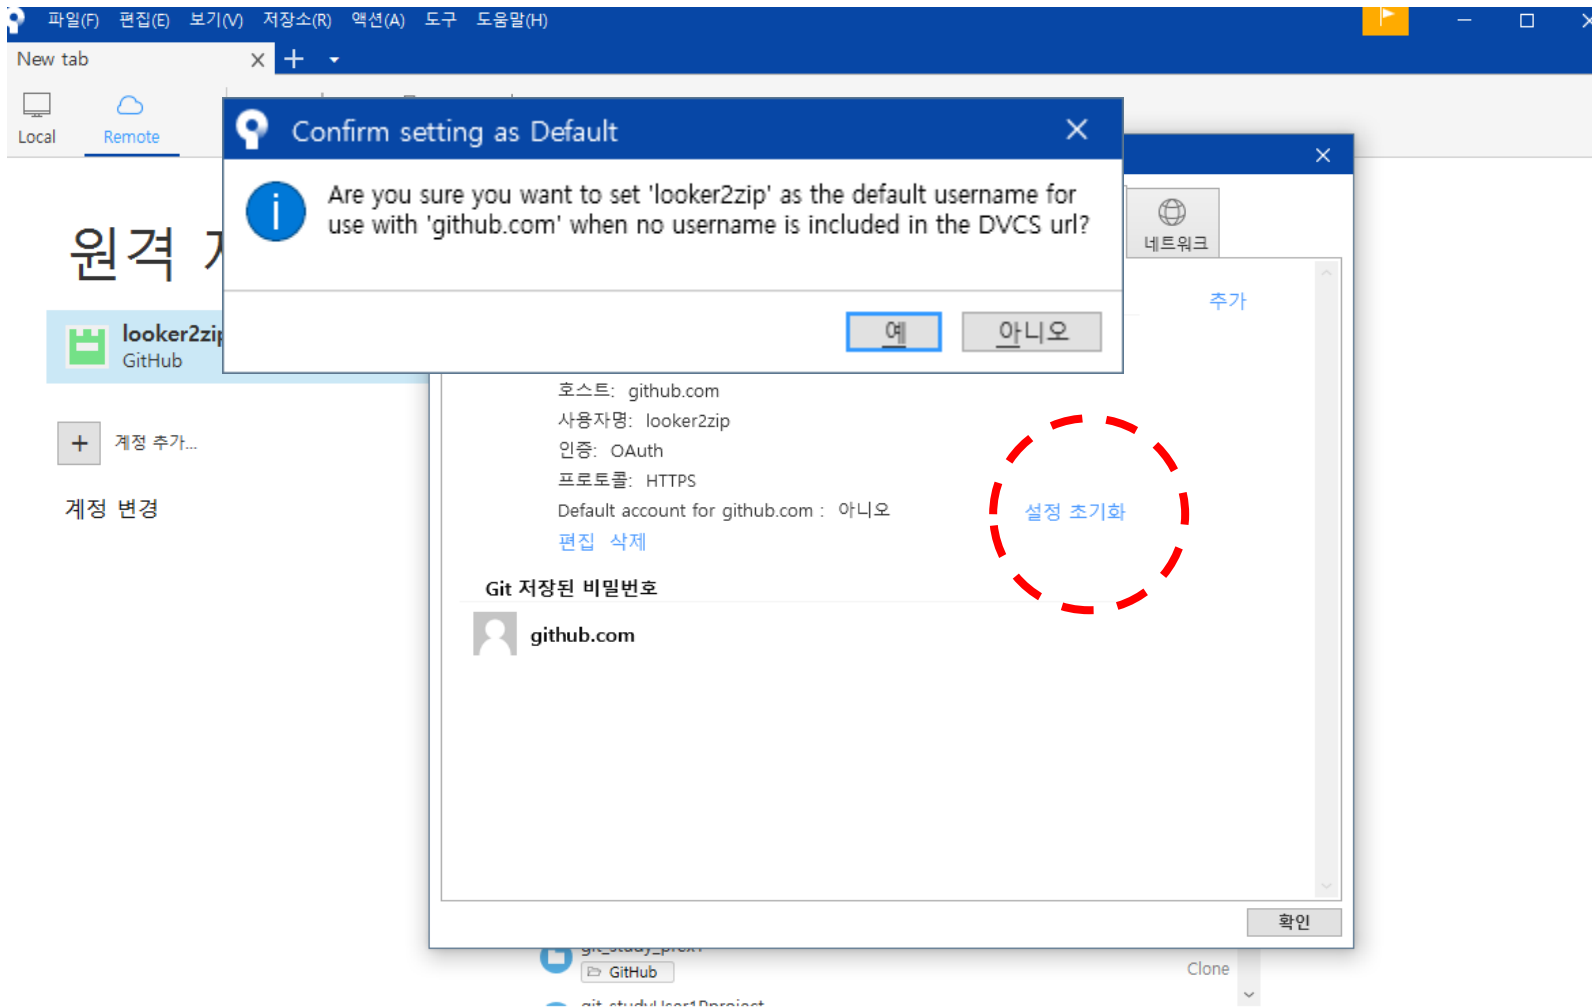 파일(F) 편집(E) 보기(V) 저장소(R) 액션(A) 도구 도움말(H)
New tab
Local
Remote
Confirm setting as Default
Are you sure you want to set 'looker2zip' as the default username for
use with 'github.com' when no username is included in the DVCS url?
예
아니오
네트워크
추가
원격
looker2zip
GitHub
계정 추가...
계정 변경
호스트: github.com
사용자명: looker2zip
인증: OAuth
프로토콜: HTTPS
Default account for github.com : 아니오
설정 초기화
편집 삭제
Git 저장된 비밀번호
github.com
확인
GitHub
Clone